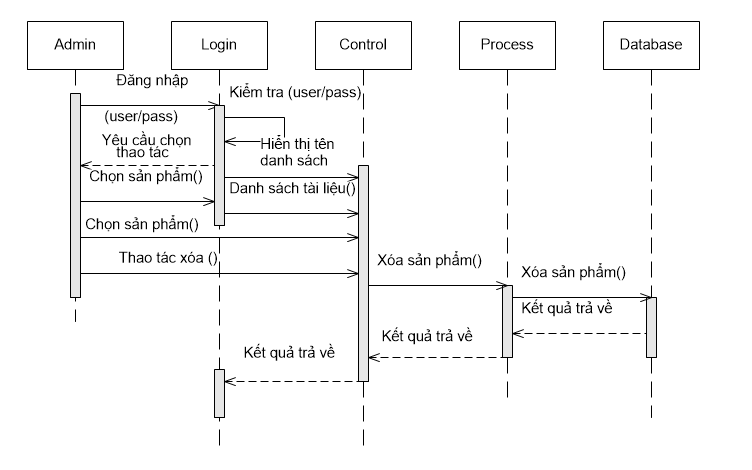 Admin
Login
Control
Process
Database
Đăng nhập
(user/pass)
Kiểm tra (user/pass)
Hiển thị tên
danh sách
Yêu cầu chọn
thao tác
Chọn sản phẩm()
Danh sách tài liệu()
Chọn sản phẩm()
Thao tác xóa ()
Xóa sản phẩm()
Xóa sản phẩm()
Kết quả trả về
Kết quả trả về
Kết quả trả về